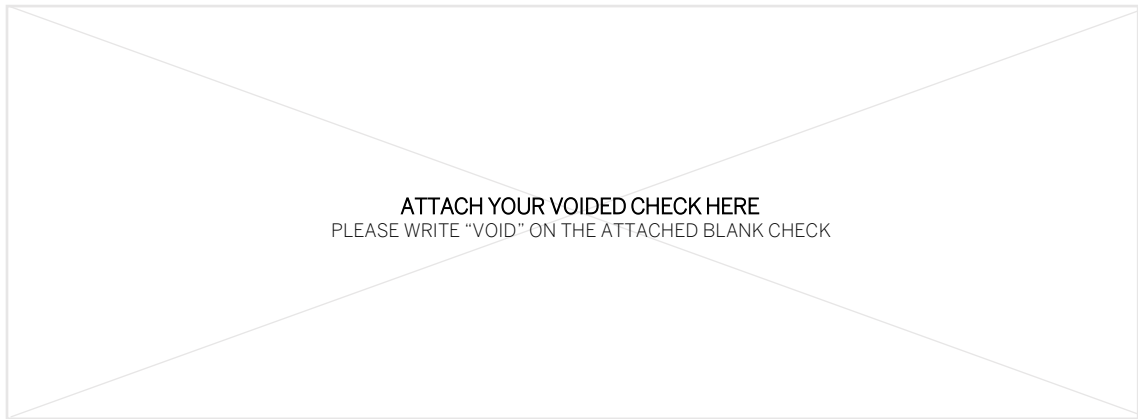 ATTACH YOUR VOIDED CHECK HERE
PLEASE WRITE “VOID” ON THE ATTACHED BLANK CHECK